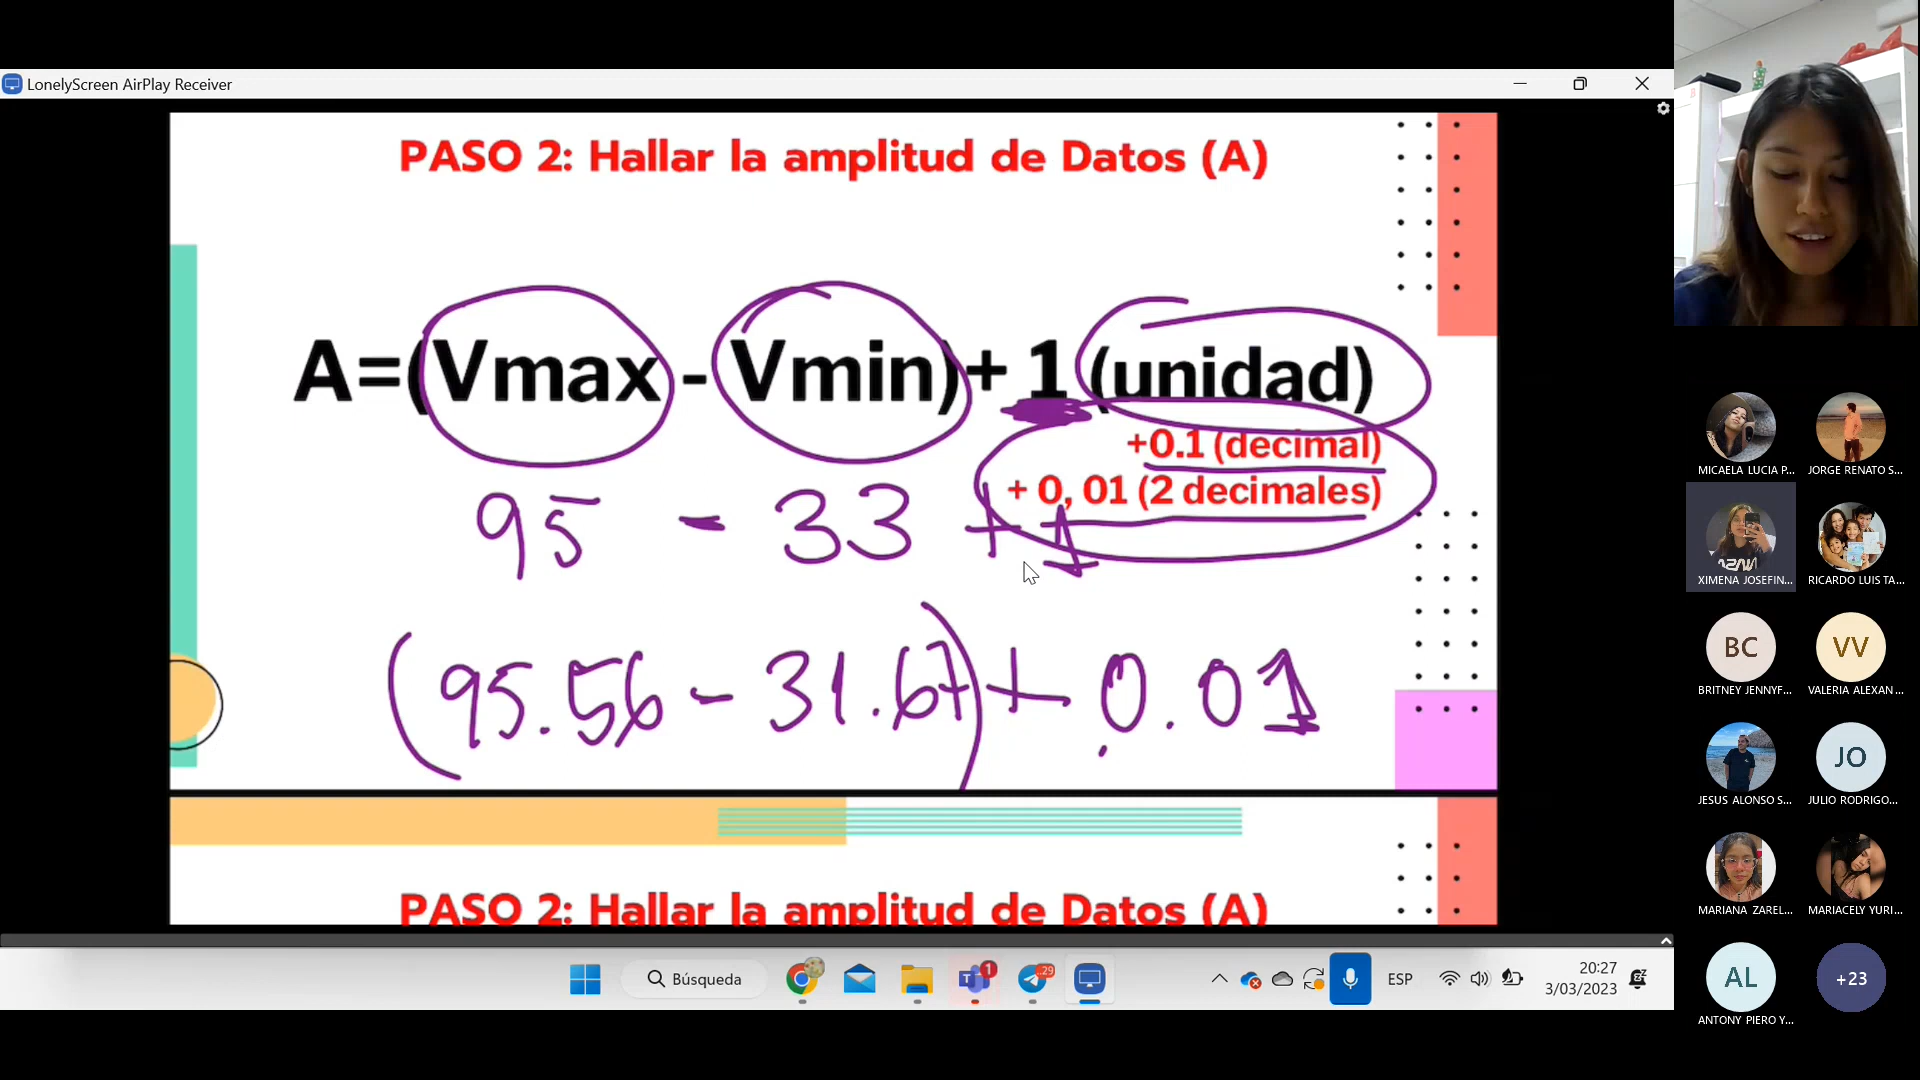 LonelyScreen AirPlay Receiver
PASO 2: Hallar la amplitud de Datos (A)
A=(Vmax - Vmin)+ 1 (unidad)
+0.1 (decimal)
+ 0, 01 (2 decimales)
95 - 33 + 1
(95.56 - 31.67) + 0.01
PASO 2: Hallar la amplitud de Datos (A)
MICAELA LUCIA P...
JORGE RENATO S...
XIMENA JOSEFIN...
RICARDO LUIS TA...
BC
VV
BRITNEY JENNYF...
VALERIA ALEXAN...
JO
JESUS ALONSO S...
JULIO RODRIGO...
MARIANA ZAREL...
MARIACELY YURI...
AL
+23
ANTONY PIERO Y...
Búsqueda
1
..29
ESP
20:27
3/03/2023